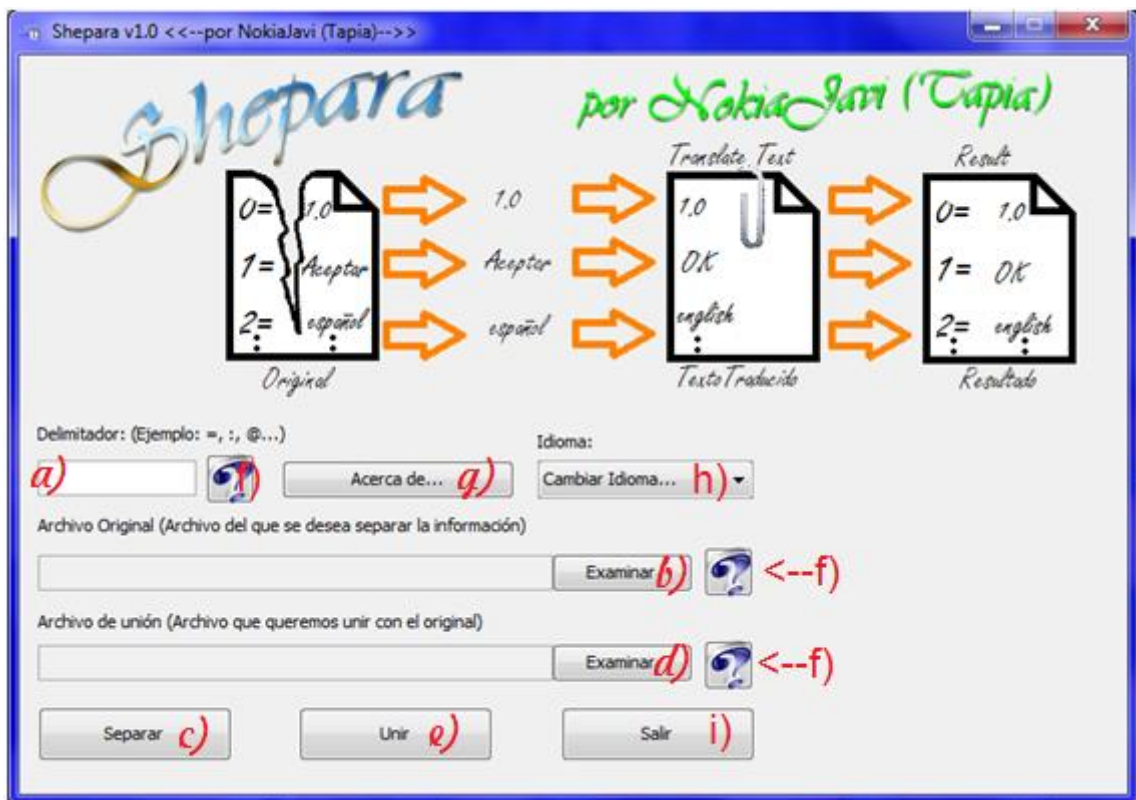 Shepara v1.0 <<--por NokiaJavi (Tapia)-->>
Shepara
por NokiaJavi (Tapia)
Translate Text
Result
0= 1.0
1.0
1.0
0= 1.0
1= Aceptar
Aceptar
OK
1= OK
2= español
español
english
2= english
Original
Texto Traducido
Resultado
Delimitador: (Ejemplo: =, :, @...)
Idioma:
a)
f)
Acerca de... g)
Cambiar Idioma... h)
Archivo Original (Archivo del que se desea separar la información)
Examinar b)
<--f)
Archivo de unión (Archivo que queremos unir con el original)
Examinar d)
<--f)
Separar c)
Unir e)
Salir i)